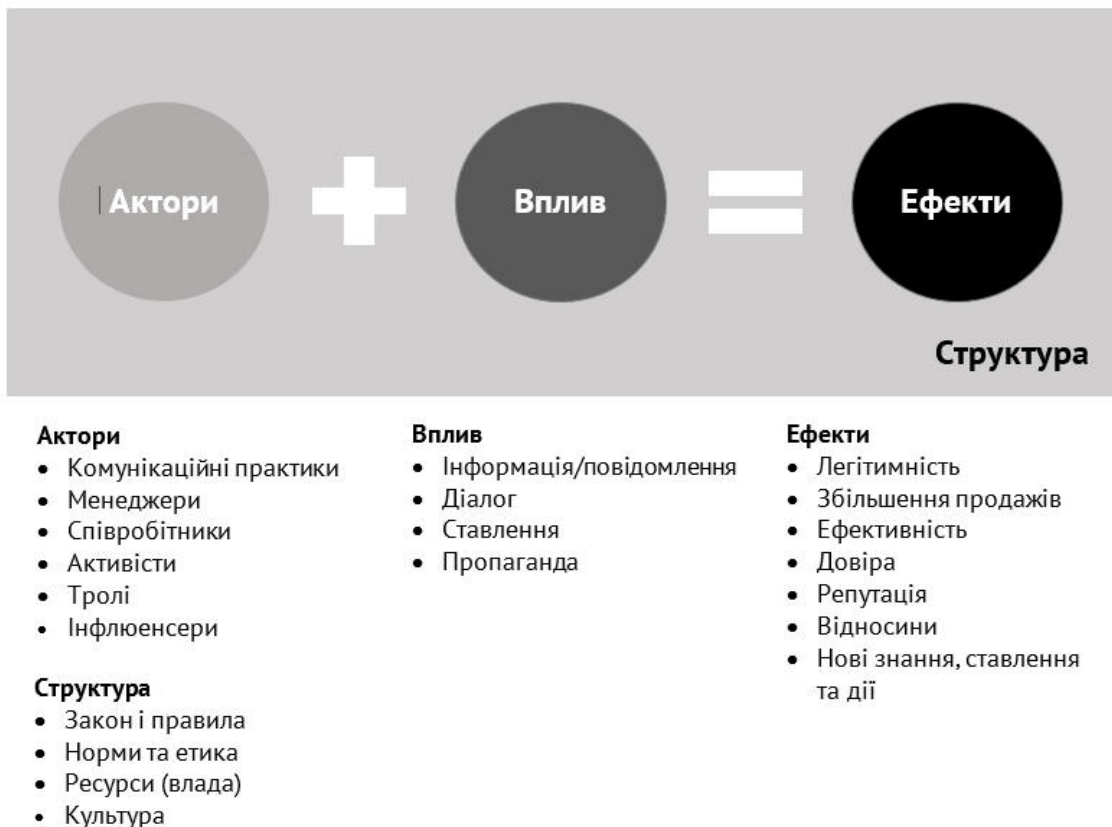 Актори
Вплив
Ефекти
Структура
Актори
• Комунікаційні практики
• Менеджери
• Співробітники
• Активісти
• Тролі
• Інфлюенсери
Структура
• Закон і правила
• Норми та етика
• Ресурси (влада)
• Культура
Вплив
• Інформація/повідомлення
• Діалог
• Ставлення
• Пропаганда
Ефекти
• Легітимність
• Збільшення продажів
• Ефективність
• Довіра
• Репутація
• Відносини
• Нові знання, ставлення
та дії